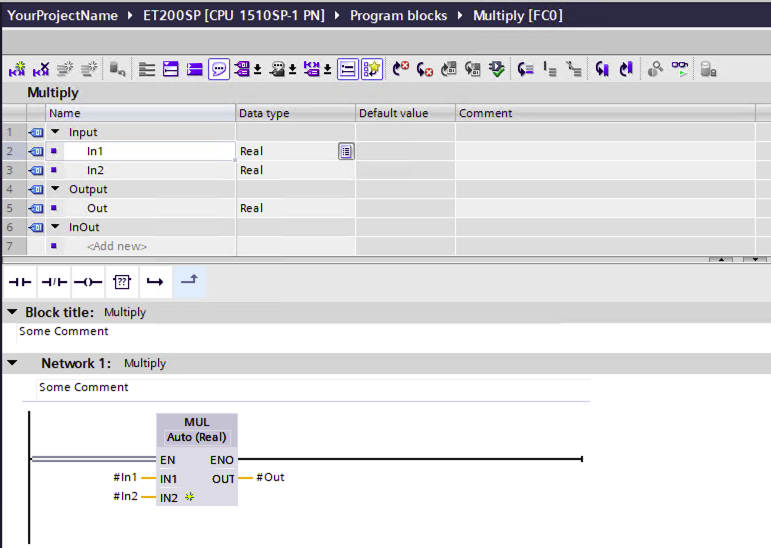 YourProjectName ▸ ET200SP [CPU 1510SP-1 PN] ▸ Program blocks ▸ Multiply [FC0]
Multiply
Name Data type Default value Comment
1 Input
2 In1 Real
3 In2 Real
4 Output
5 Out Real
6 InOut
7 <Add new>
??
Block title: Multiply
Some Comment
Network 1: Multiply
Some Comment
MUL
Auto (Real)
EN ENO
#In1 IN1 OUT #Out
#In2 IN2